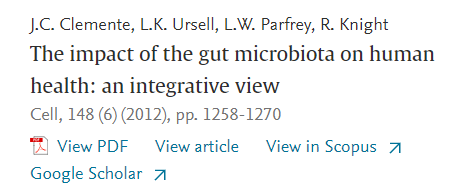 J.C. Clemente, L.K. Ursell, L.W. Parfrey, R. Knight
The impact of the gut microbiota on human
health: an integrative view
Cell, 148 (6) (2012), pp. 1258-1270
PDF View PDF View article View in Scopus ↗
Google Scholar ↗